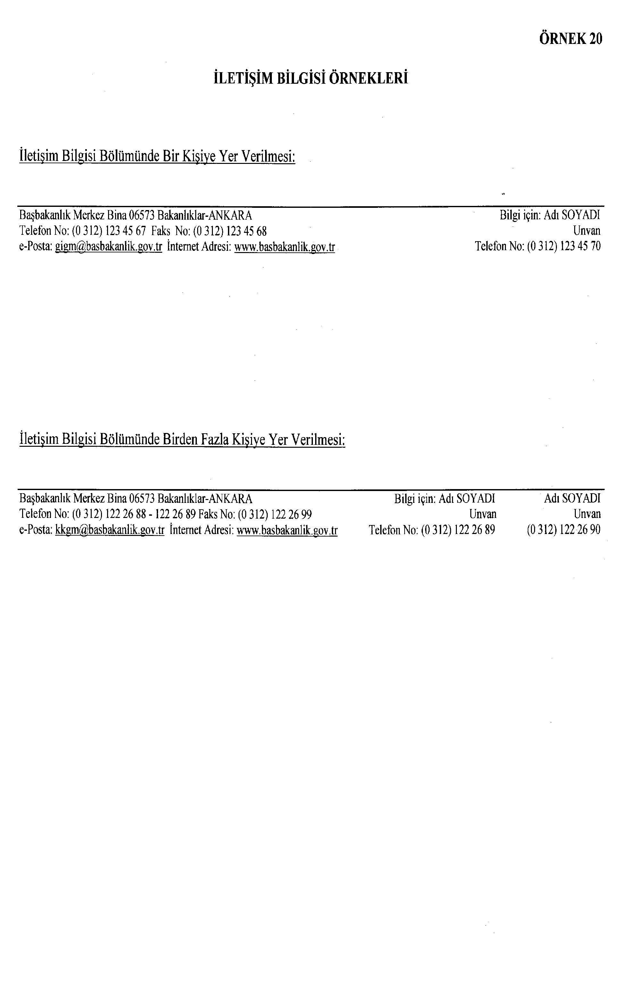 ÖRNEK 20
İLETİŞİM BİLGİSİ ÖRNEKLERİ
İletişim Bilgisi Bölümünde Bir Kişiye Yer Verilmesi:
Başbakanlık Merkez Bina 06573 Bakanlıklar-ANKARA Bilgi için: Adı SOYADI
Telefon No: (0 312) 123 45 67 Faks No: (0 312) 123 45 68 Unvan
e-Posta: gigm@basbakanlik.gov.tr İnternet Adresi: www.basbakanlik.gov.tr Telefon No: (0 312) 123 45 70
İletişim Bilgisi Bölümünde Birden Fazla Kişiye Yer Verilmesi:
Başbakanlık Merkez Bina 06573 Bakanlıklar-ANKARA Bilgi için: Adı SOYADI Adı SOYADI
Telefon No: (0 312) 122 26 88 - 122 26 89 Faks No: (0 312) 122 26 99 Unvan Unvan
e-Posta: kkgm@basbakanlik.gov.tr İnternet Adresi: www.basbakanlik.gov.tr Telefon No: (0 312) 122 26 89 (0 312) 122 26 90